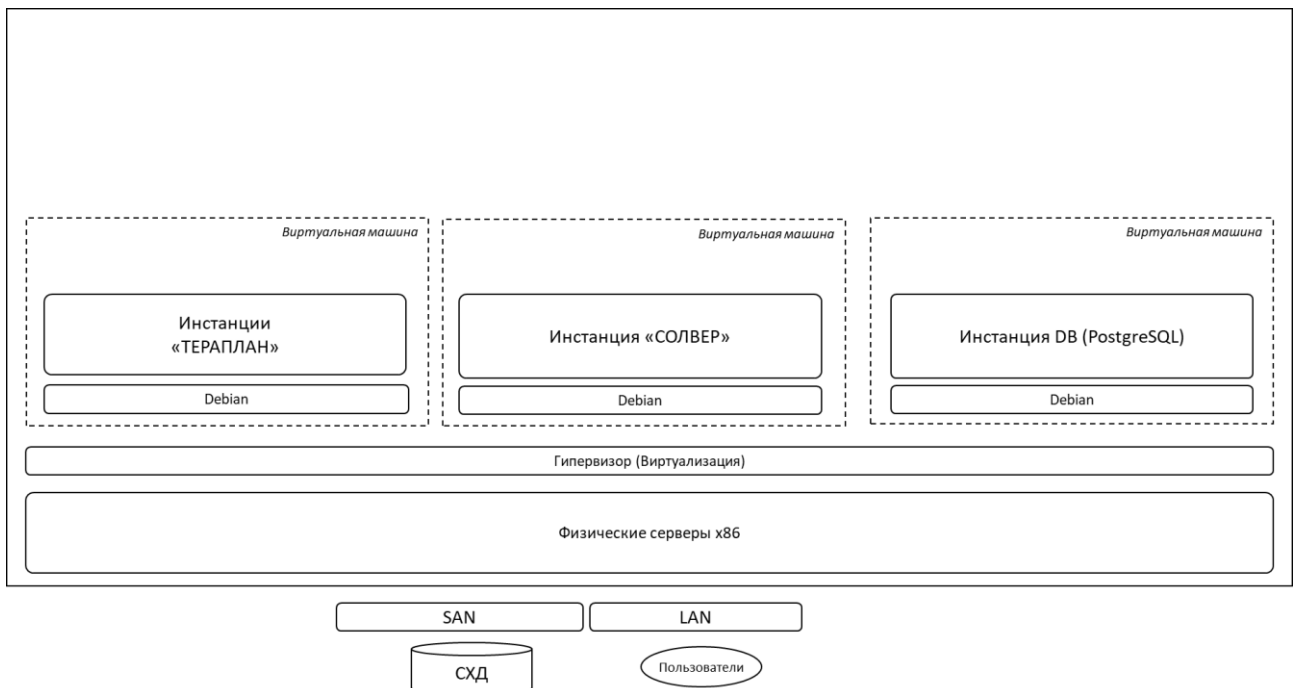 Виртуальная машина
Виртуальная машина
Виртуальная машина
Инстанции
«ТЕРАПЛАН»
Инстанция «СОЛВЕР»
Инстанция DB (PostgreSQL)
Debian
Debian
Debian
Гипервизор (Виртуализация)
Физические серверы x86
SAN
LAN
СХД
Пользователи